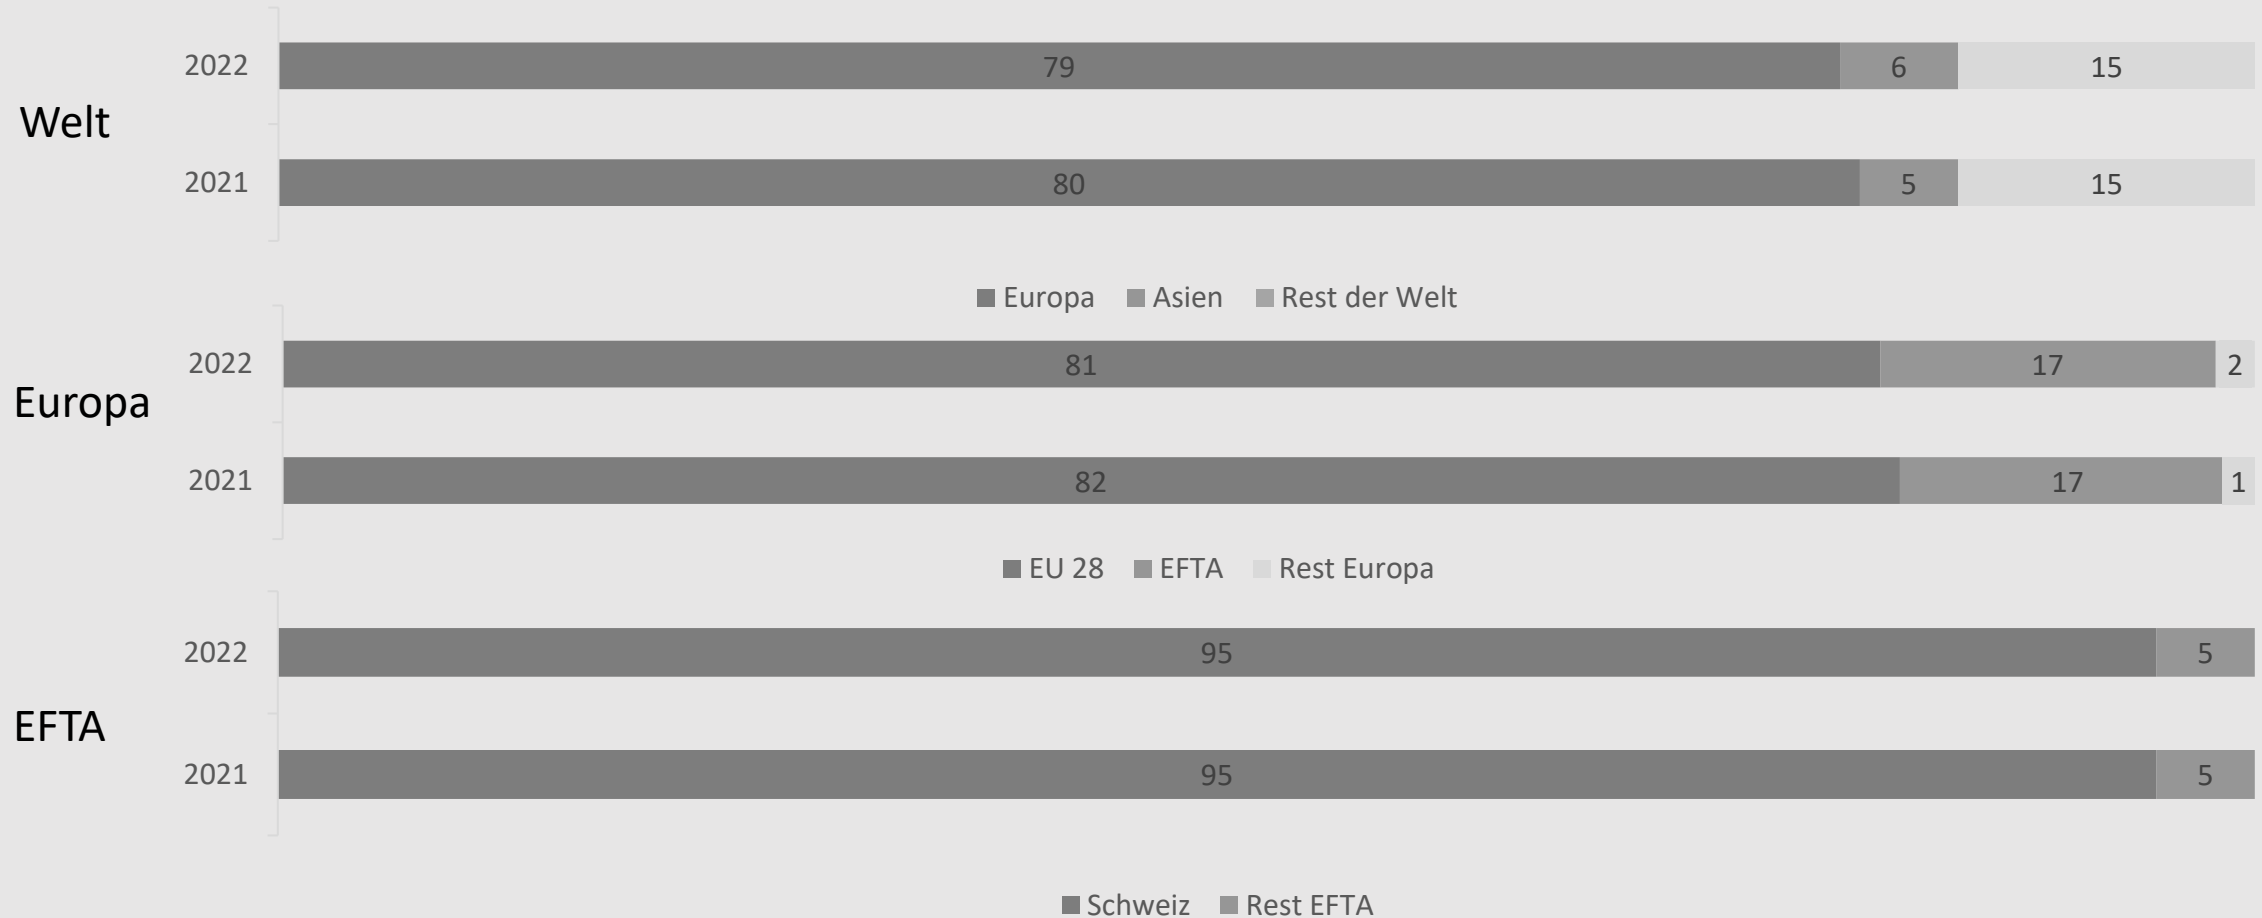 Welt
2022 79 6 15
2021 80 5 15
Europa Asien Rest der Welt
Europa
2022 81 17 2
2021 82 17 1
EU 28 EFTA Rest Europa
EFTA
2022 95 5
2021 95 5
Schweiz Rest EFTA